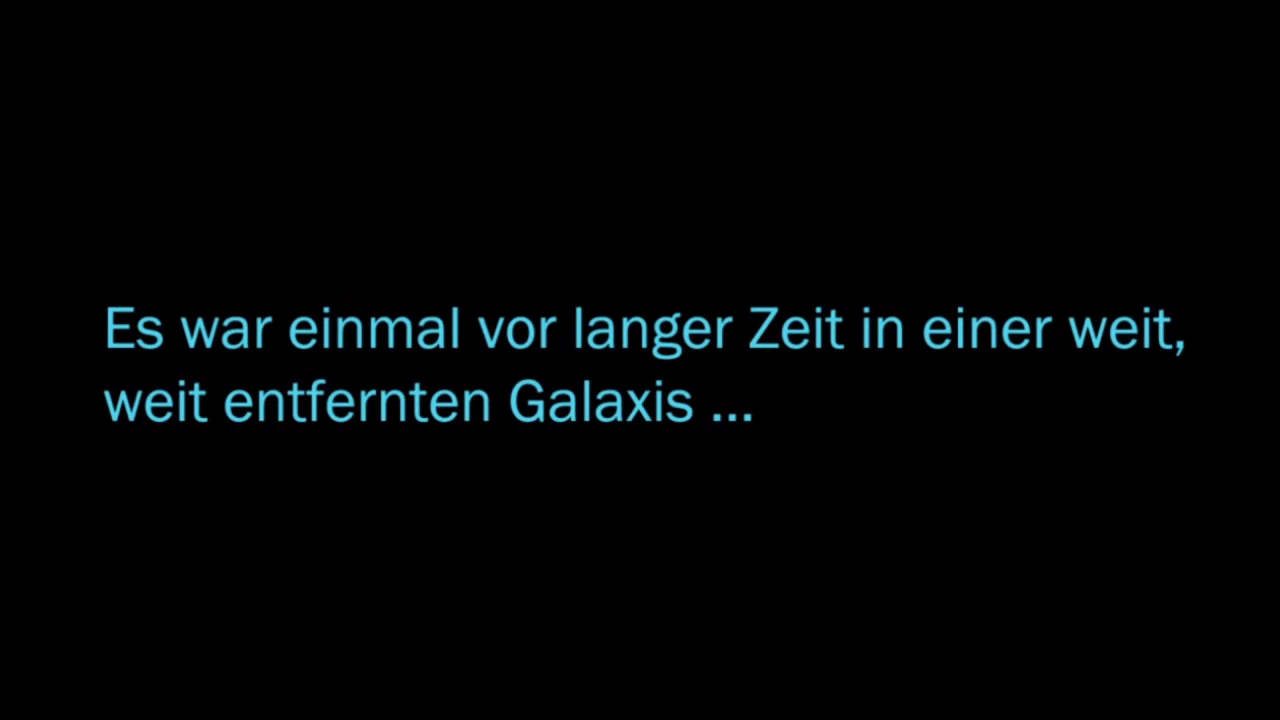 Es war einmal vor langer Zeit in einer weit,
weit entfernten Galaxis ...